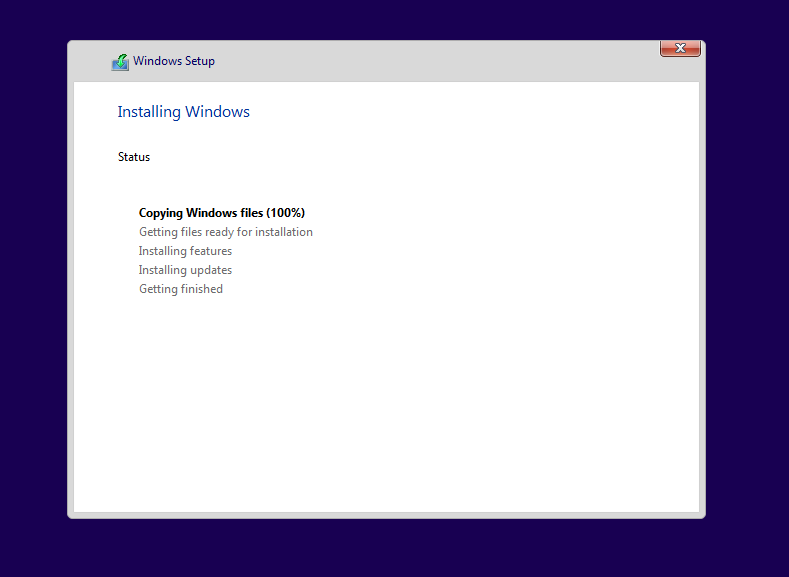 Windows Setup
Installing Windows
Status
Copying Windows files (100%)
Getting files ready for installation
Installing features
Installing updates
Getting finished